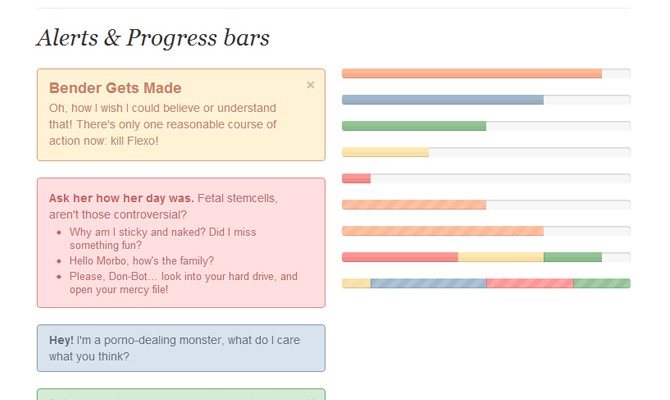 Alerts & Progress bars
Bender Gets Made
×
Oh, how I wish I could believe or understand
that! There's only one reasonable course of
action now: kill Flexo!
Ask her how her day was. Fetal stemcells,
aren't those controversial?
Why am I sticky and naked? Did I miss
something fun?
Hello Morbo, how's the family?
Please, Don-Bot... look into your hard drive, and
open your mercy file!
Hey! I'm a porno-dealing monster, what do I care
what you think?